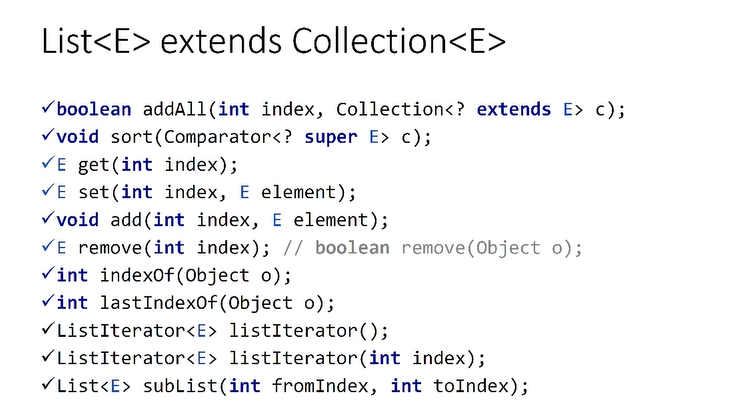 List<E> extends Collection<E>
✓boolean addAll(int index, Collection<? extends E> c);
✓void sort(Comparator<? super E> c);
✓E get(int index);
✓E set(int index, E element);
✓void add(int index, E element);
✓E remove(int index); // boolean remove(Object o);
✓int indexOf(Object o);
✓int lastIndexOf(Object o);
✓ListIterator<E> listIterator();
✓ListIterator<E> listIterator(int index);
✓List<E> subList(int fromIndex, int toIndex);